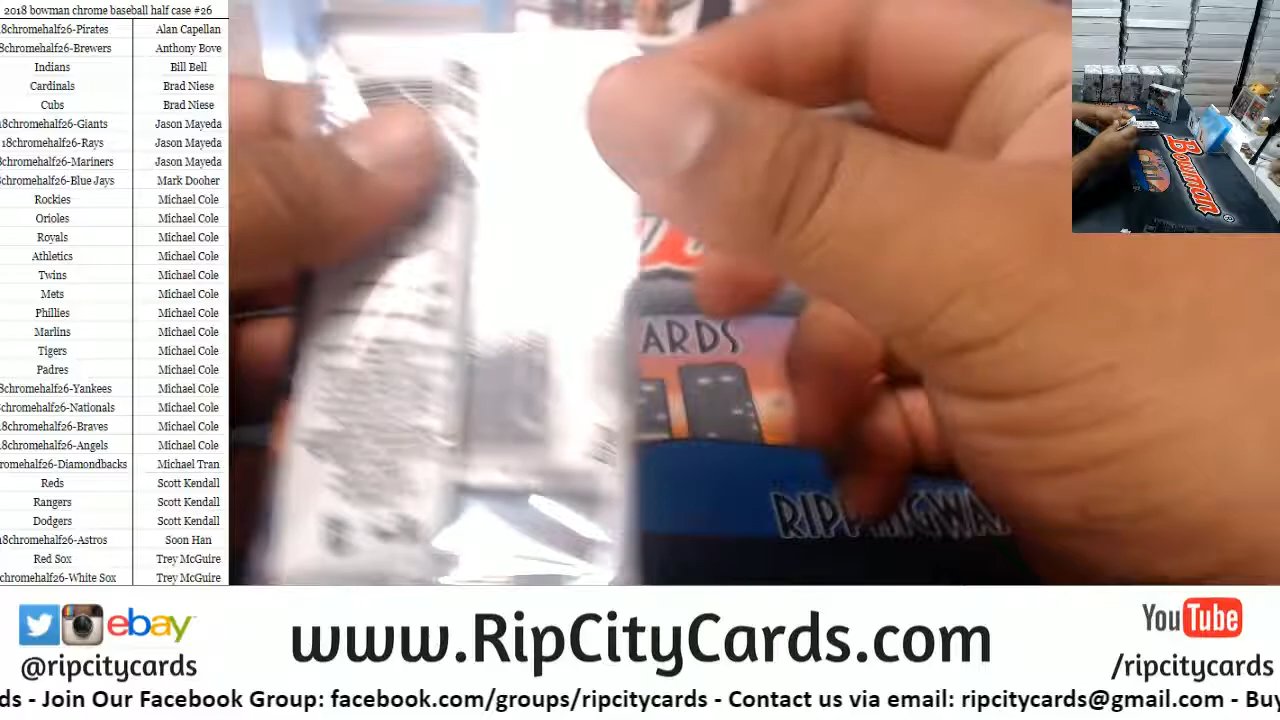 2018 bowman chrome baseball half case #26
18chromehalf26-Pirates Alan Capellan
8chromehalf26-Brewers Anthony Bove
Indians Bill Bell
Cardinals Brad Niese
Cubs Brad Niese
18chromehalf26-Giants Jason Mayeda
18chromehalf26-Rays Jason Mayeda
8chromehalf26-Mariners Jason Mayeda
8chromehalf26-Blue Jays Mark Dooher
Rockies Michael Cole
Orioles Michael Cole
Royals Michael Cole
Athletics Michael Cole
Twins Michael Cole
Mets Michael Cole
Phillies Michael Cole
Marlins Michael Cole
Tigers Michael Cole
Padres Michael Cole
8chromehalf26-Yankees Michael Cole
chromehalf26-Nationals Michael Cole
18chromehalf26-Braves Michael Cole
18chromehalf26-Angels Michael Cole
romehalf26-Diamondbacks Michael Tran
Reds Scott Kendall
Rangers Scott Kendall
Dodgers Scott Kendall
18chromehalf26-Astros Soon Han
Red Sox Trey McGuire
chromehalf26-White Sox Trey McGuire
Bowman
ARDS
ebay
@ripcitycards
www.RipCityCards.com
YouTube
/ripcitycards
ds - Join Our Facebook Group: facebook.com/groups/ripcitycards - Contact us via email: ripcitycards@gmail.com - Buy